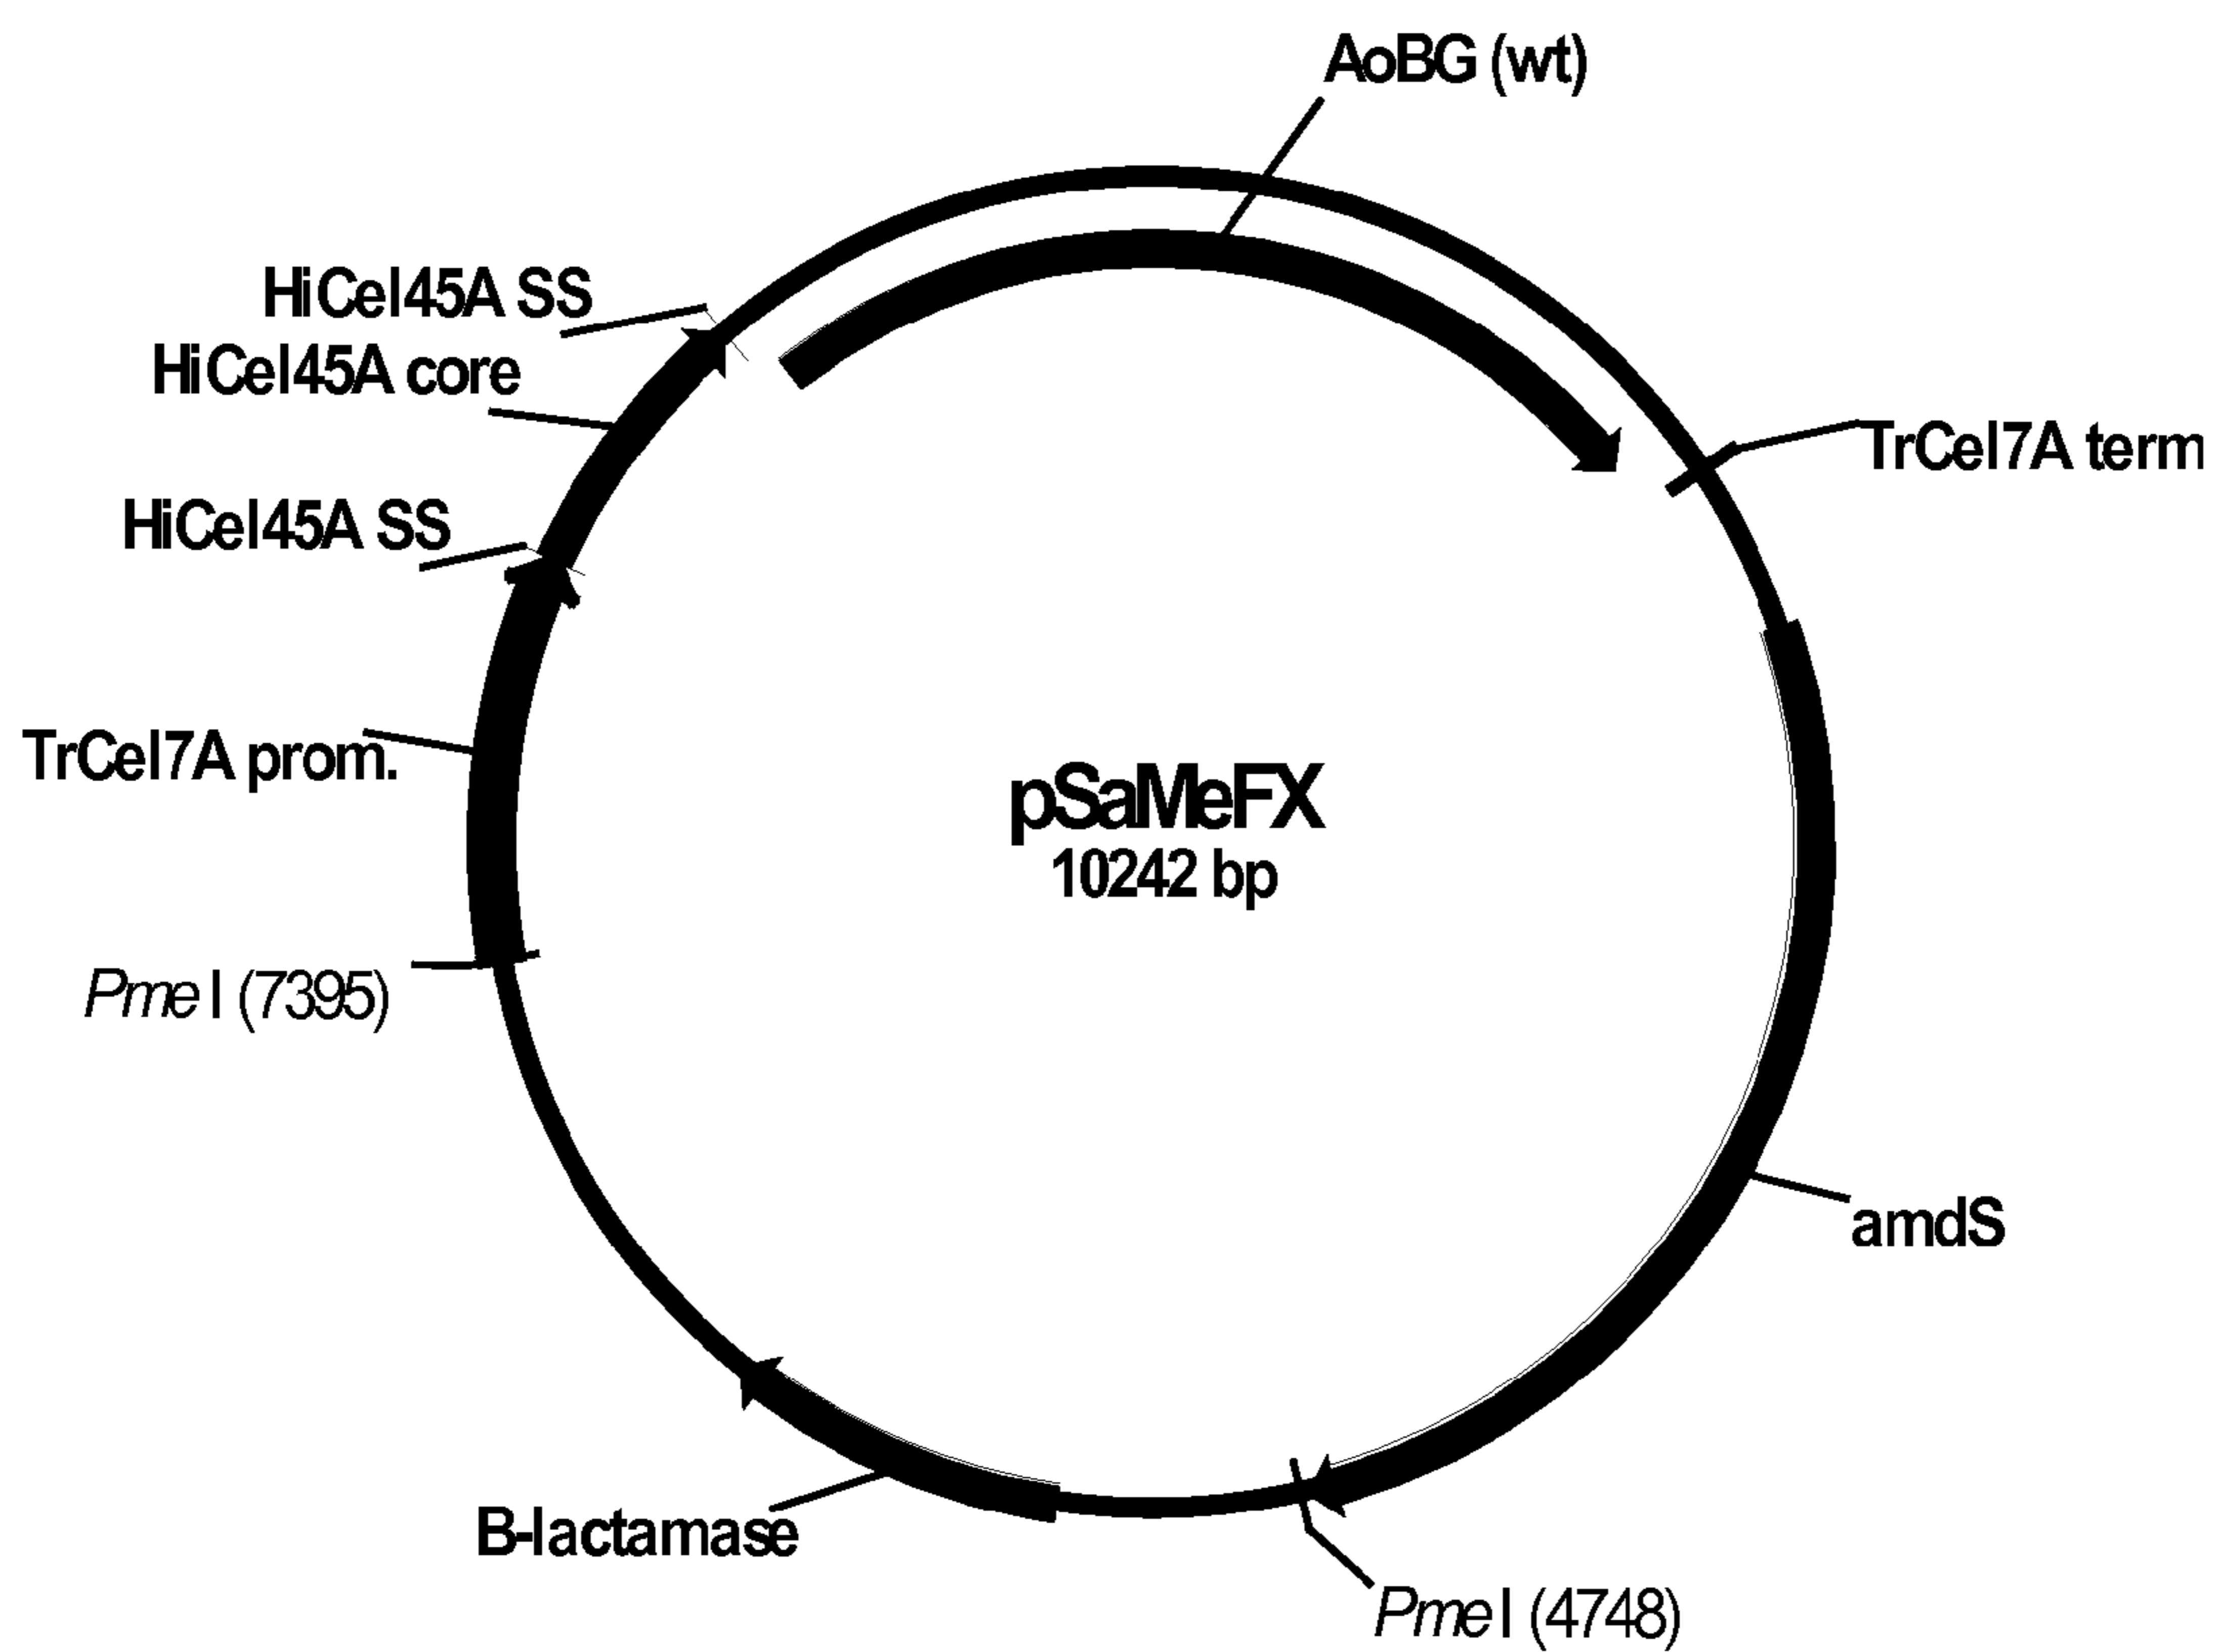 AoBG (wt)
HiCel45A SS
HiCel45A core
TrCel7A term
HiCel45A SS
TrCel7A prom.
pSaMeFX
10242 bp
PmeI (7395)
amdS
B-lactamase
PmeI (4748)